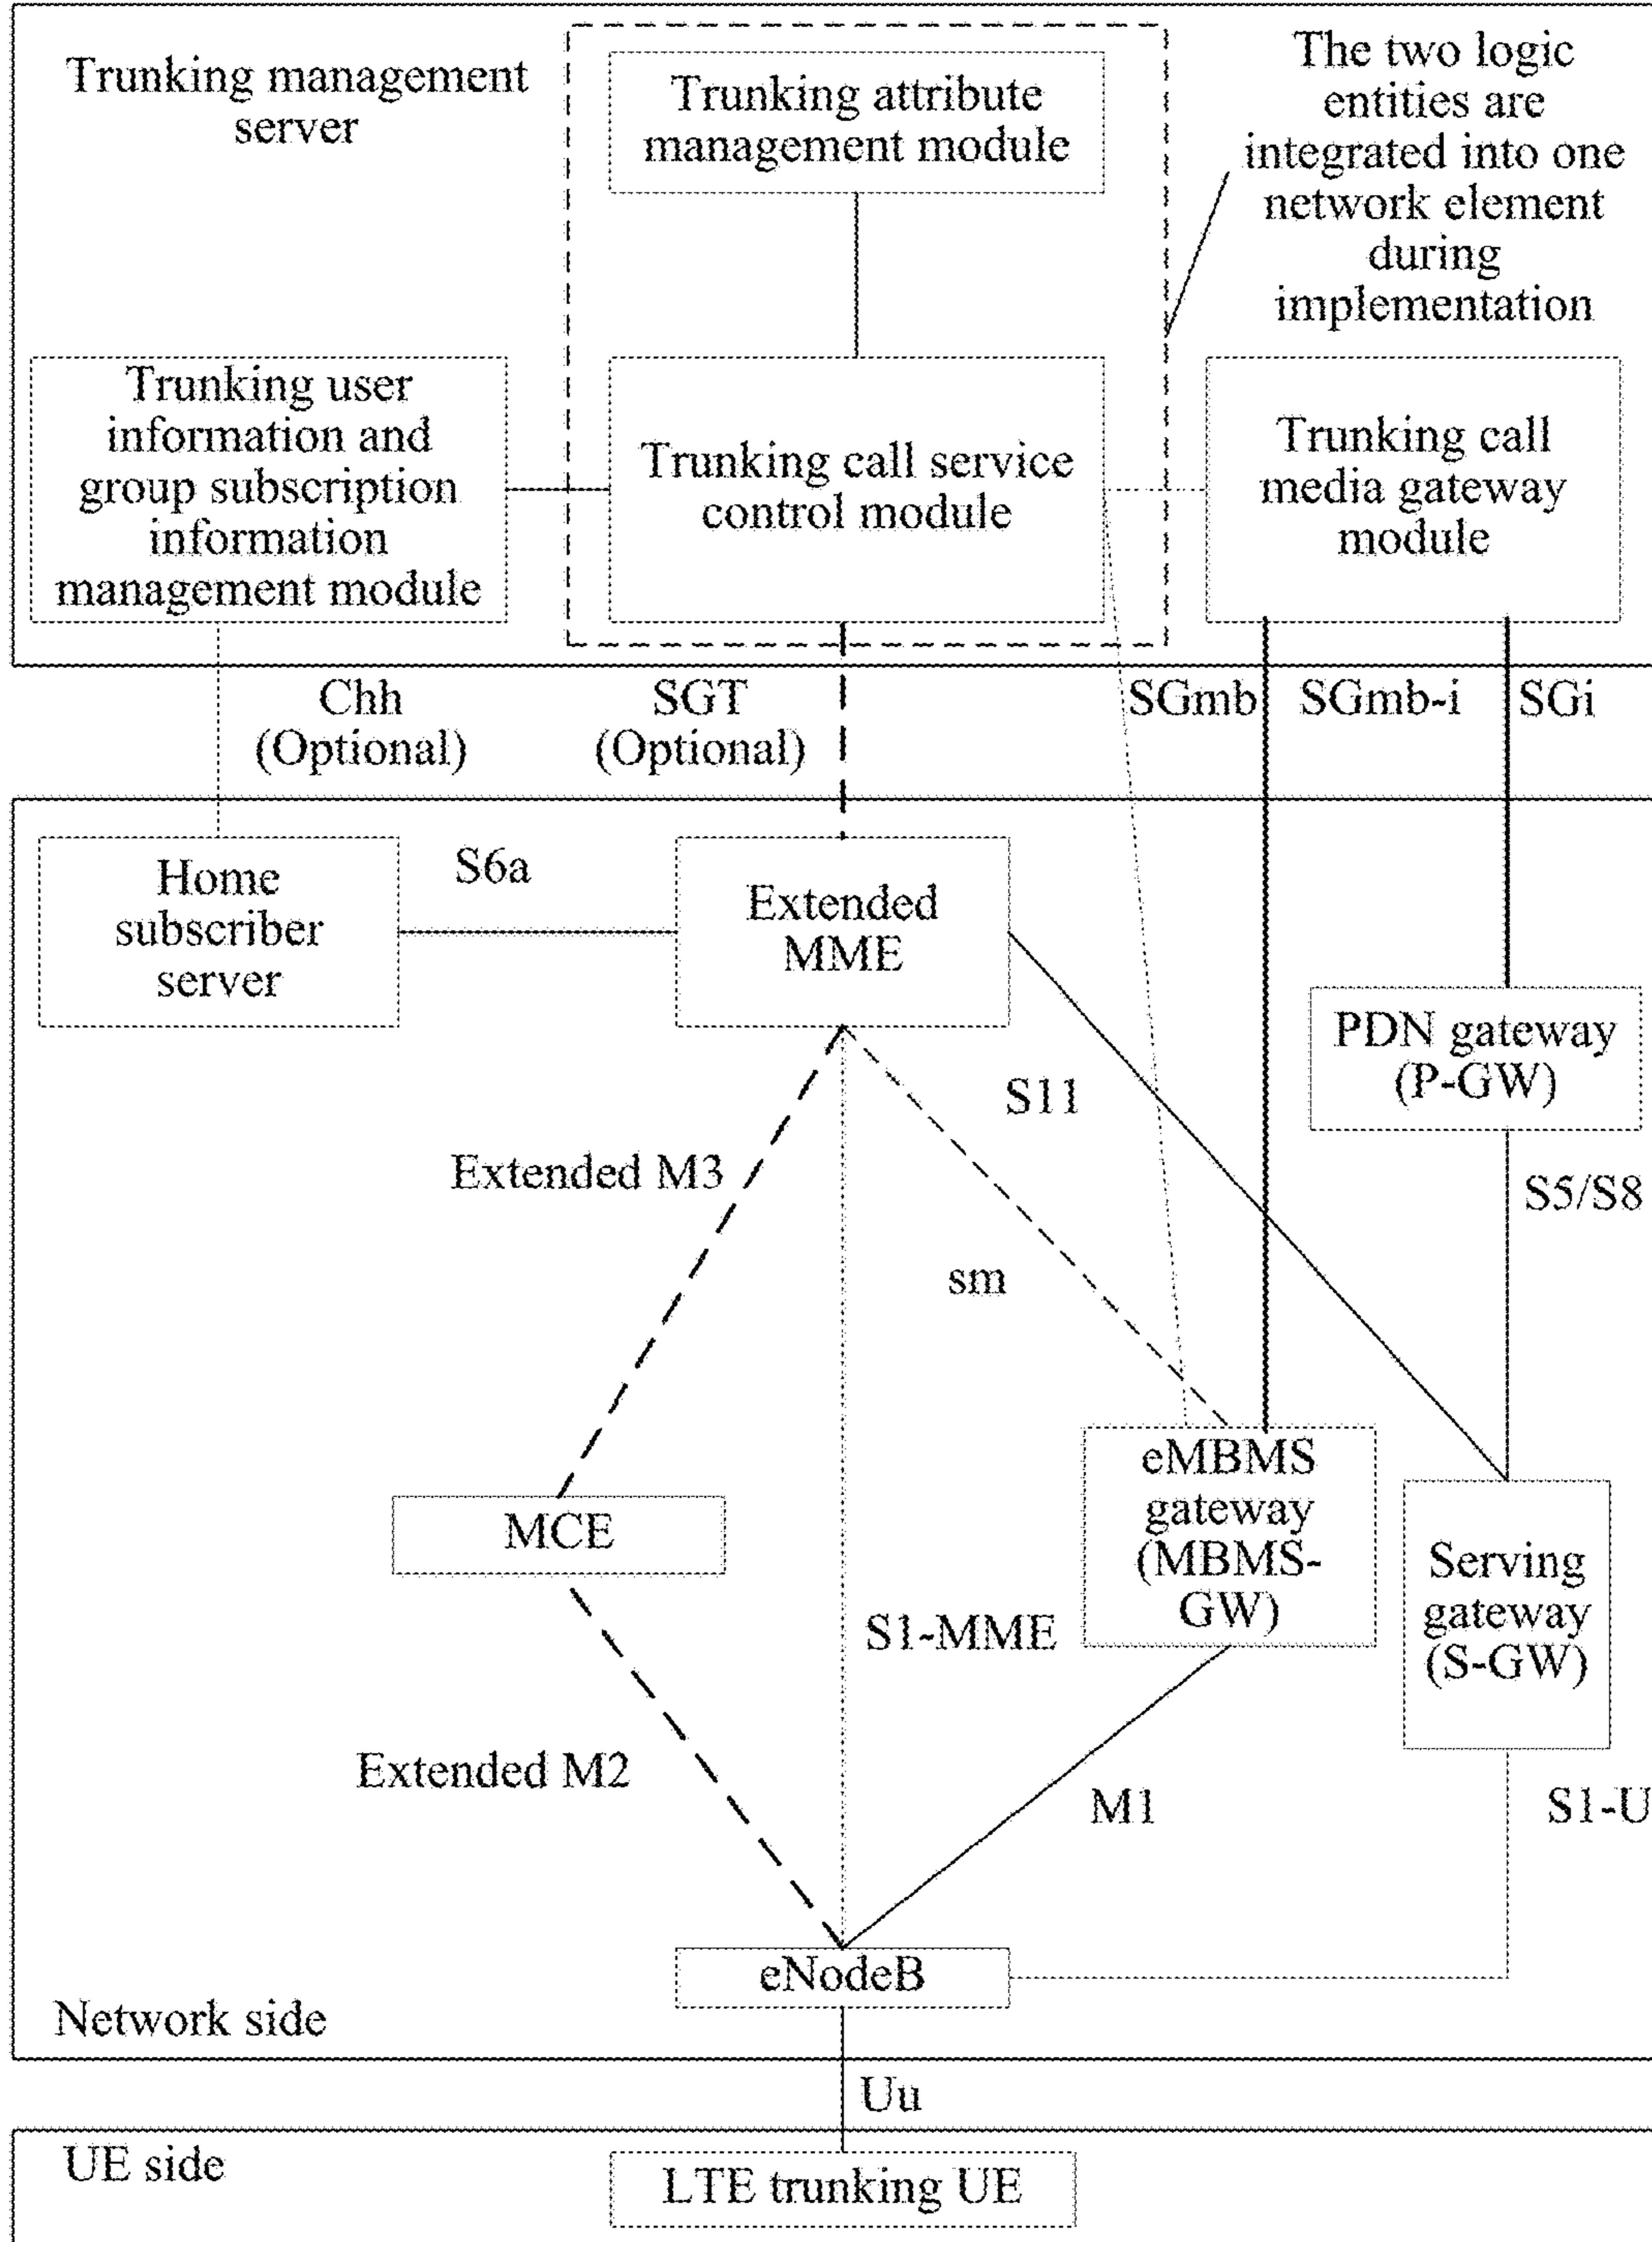 Trunking management
server
Trunking attribute
management module
The two logic
entities are
integrated into one
network element
during
implementation
Trunking user
information and
group subscription
information
management module
Trunking call service
control module
Trunking call
media gateway
module
Chh
(Optional)
SGT
(Optional)
SGmb
SGmb-i
SGi
Home
subscriber
server
S6a
Extended
MME
PDN gateway
(P-GW)
S11
Extended M3
S5/S8
sm
eMBMS
gateway
(MBMS-
GW)
MCE
Serving
gateway
(S-GW)
S1-MME
Extended M2
M1
S1-U
eNodeB
Network side
Uu
UE side
LTE trunking UE